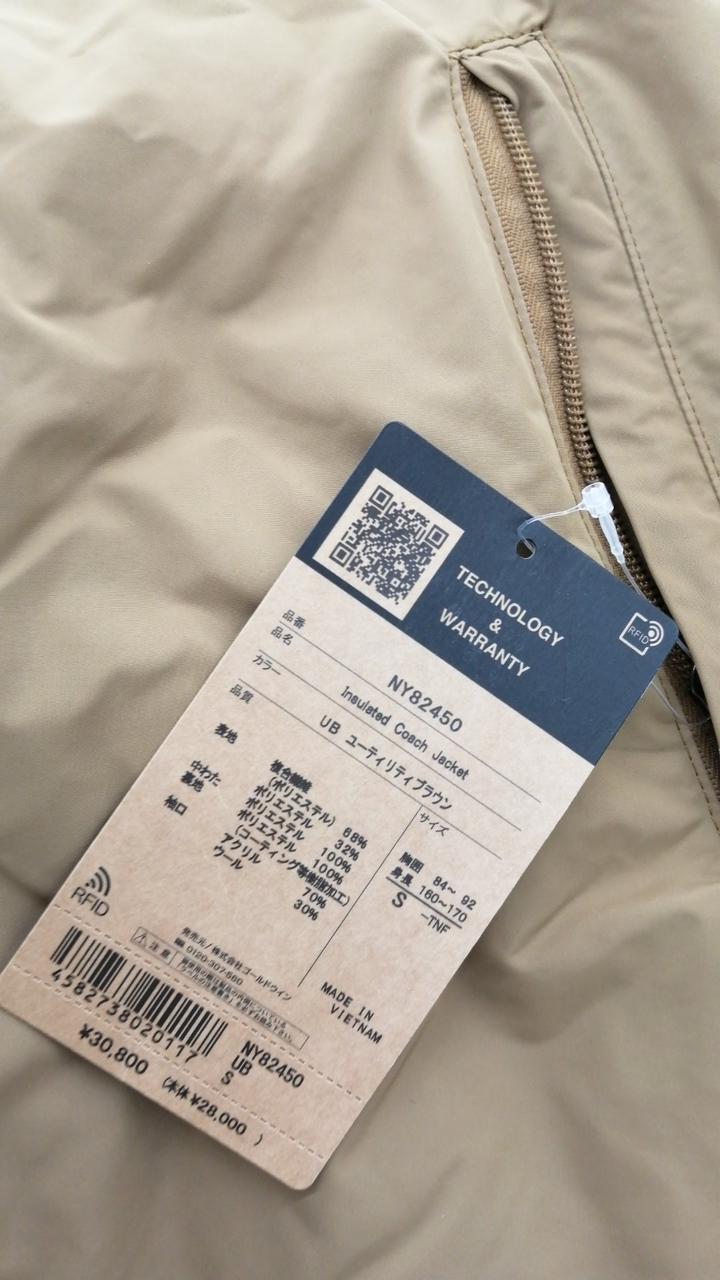 TECHNOLOGY
&
WARRANTY
RFID
品番 NY82450
品名 Insulated Coach Jacket
カラー UB ユーティリティブラウン
品質
表地 複合繊維
(ポリエステル) 68%
ポリエステル 32%
中わた ポリエステル 100%
裏地 ポリエステル 100%
(コーティング等樹脂加工)
袖口 アクリル 70%
ウール 30%
サイズ
胸囲 84~ 92
身長 160~170
S -TNF
RFID
発売元/株式会社ゴールドウイン
0120-307-560
注意
MADE IN
VIETNAM
4582738020117
NY82450
UB
S
¥30,800 (本体¥28,000 )